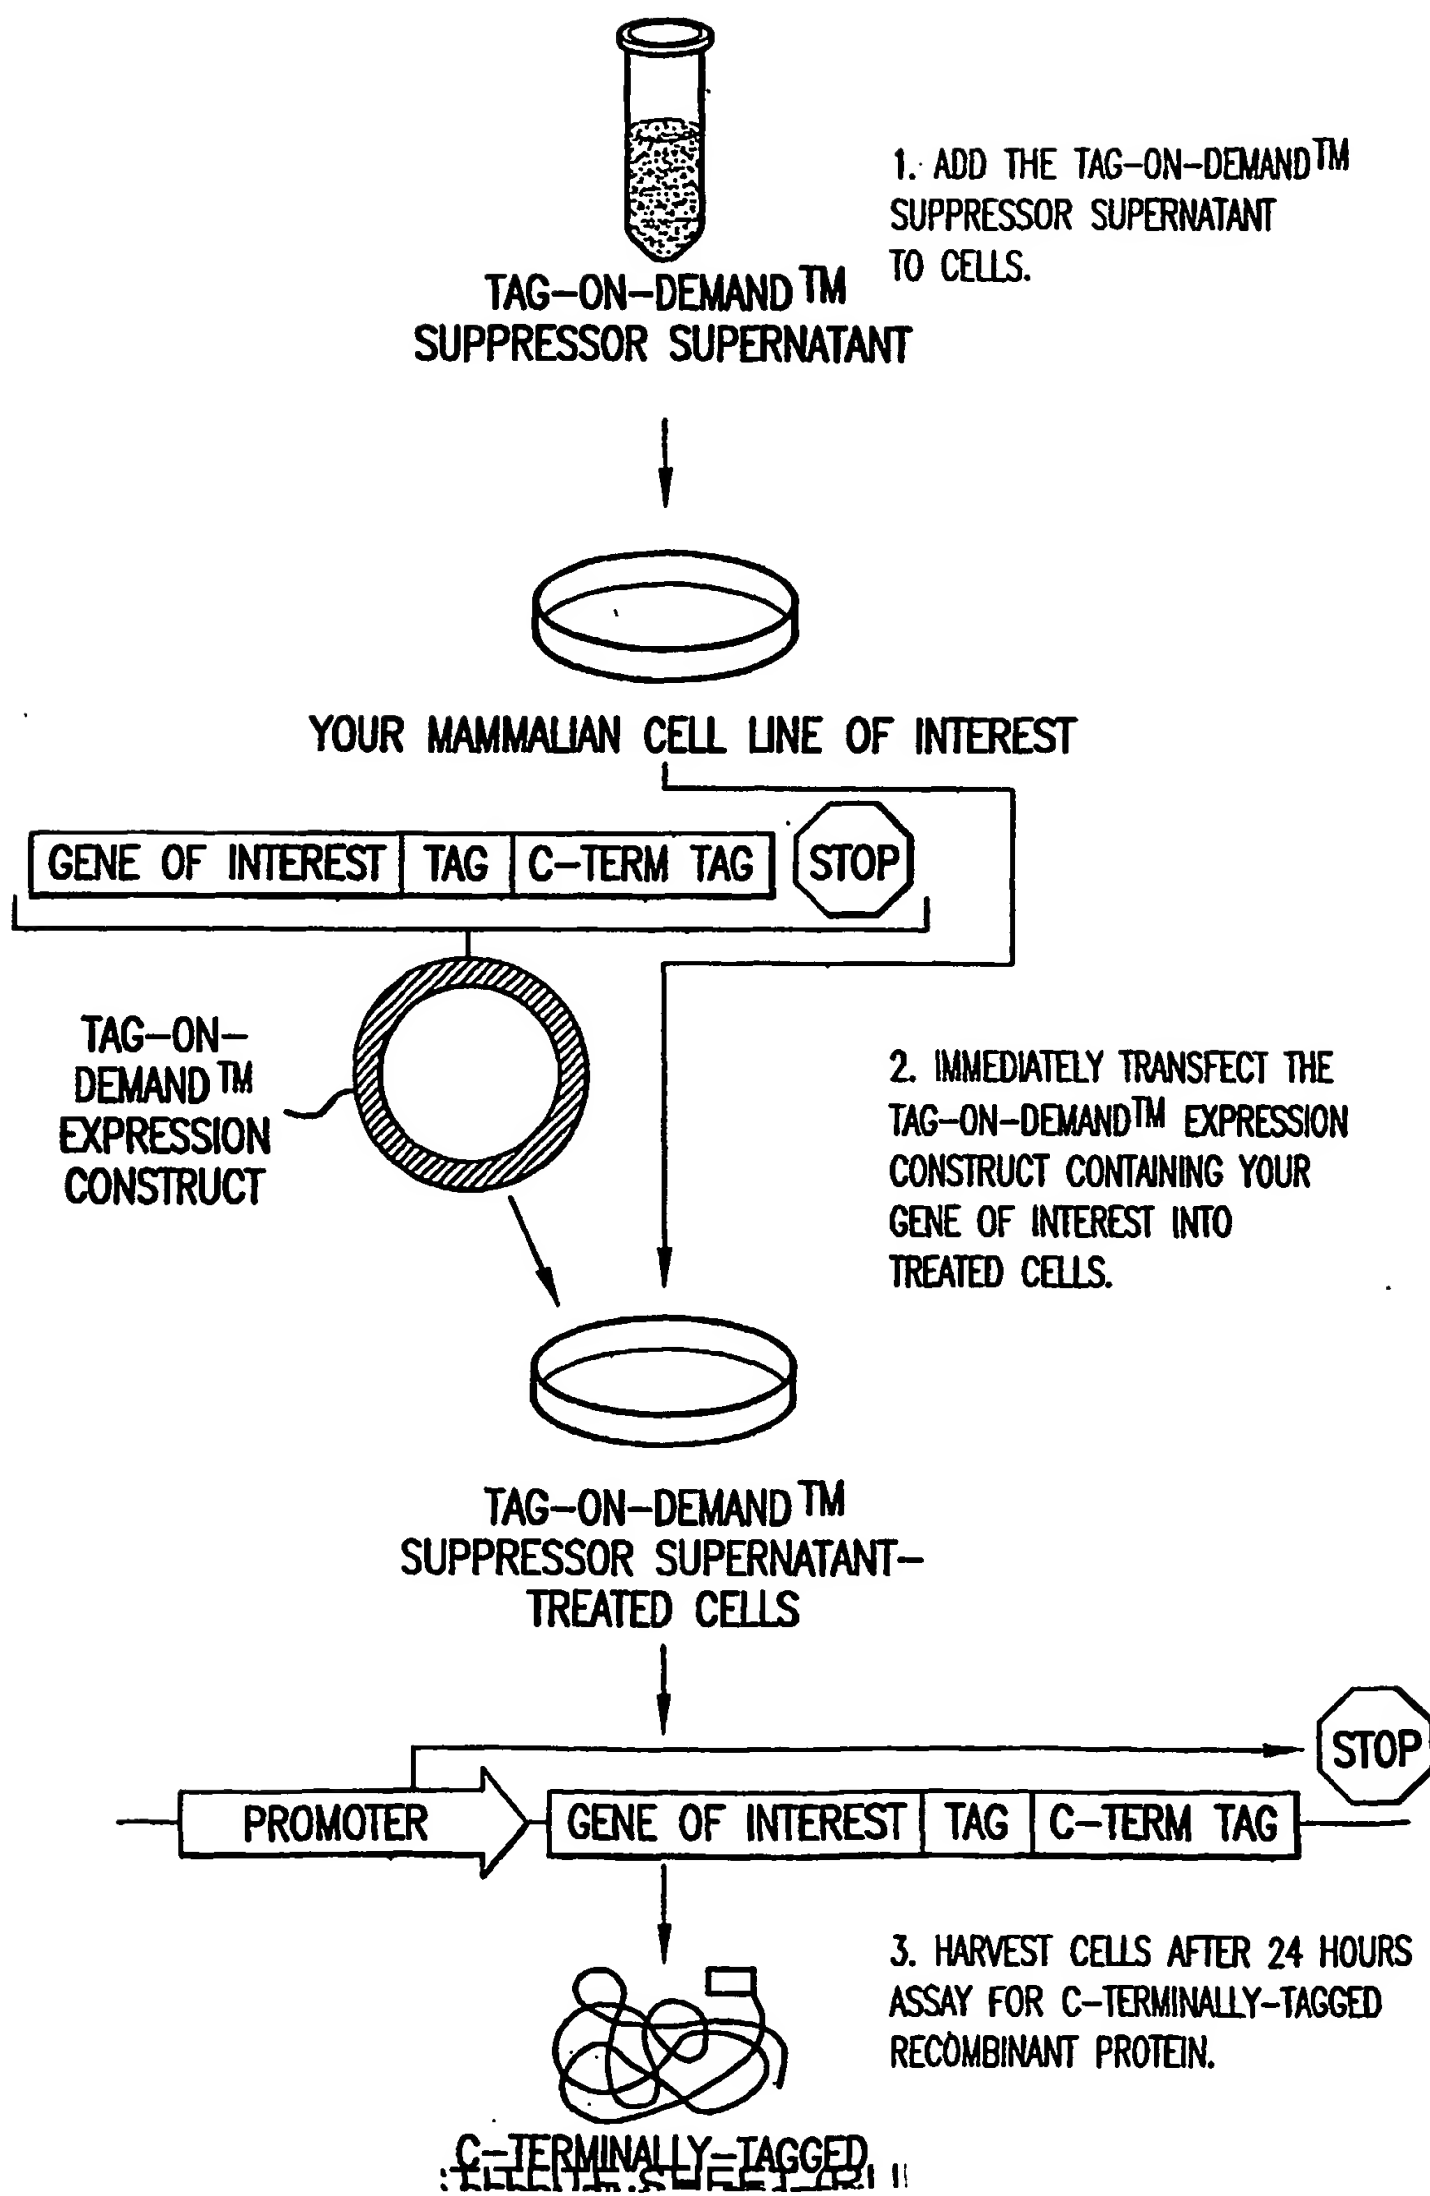 1. ADD THE TAG-ON-DEMAND™
SUPPRESSOR SUPERNATANT
TO CELLS.
TAG-ON-DEMAND™
SUPPRESSOR SUPERNATANT
YOUR MAMMALIAN CELL LINE OF INTEREST
GENE OF INTEREST TAG C-TERM TAG STOP
TAG-ON-
DEMAND™
EXPRESSION
CONSTRUCT
2. IMMEDIATELY TRANSFECT THE
TAG-ON-DEMAND™ EXPRESSION
CONSTRUCT CONTAINING YOUR
GENE OF INTEREST INTO
TREATED CELLS.
TAG-ON-DEMAND™
SUPPRESSOR SUPERNATANT-
TREATED CELLS
STOP
PROMOTER GENE OF INTEREST TAG C-TERM TAG
3. HARVEST CELLS AFTER 24 HOURS
ASSAY FOR C-TERMINALLY-TAGGED
RECOMBINANT PROTEIN.
C-TERMINALLY-TAGGED